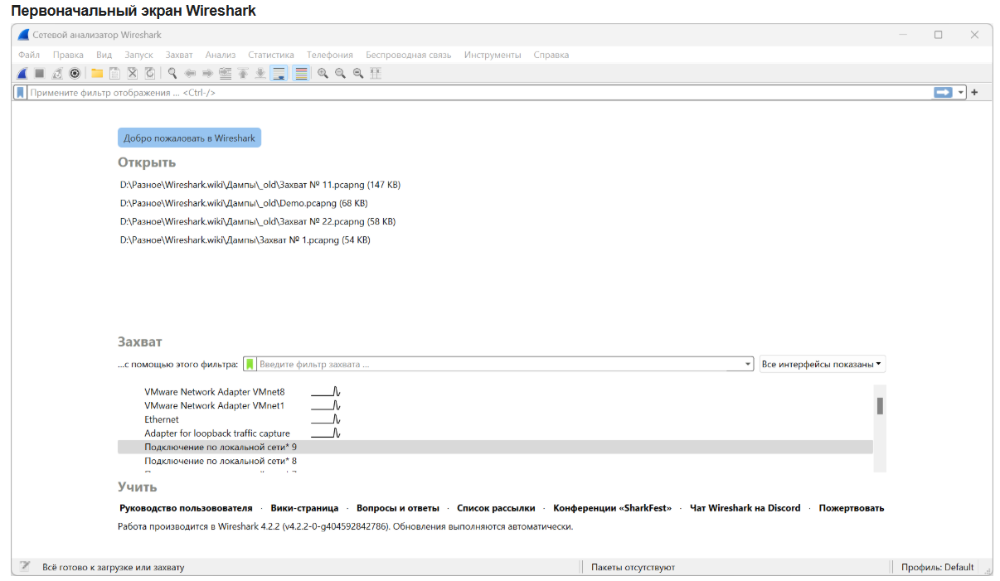 Первоначальный экран Wireshark
Сетевой анализатор Wireshark
Файл Правка Вид Запуск Захват Анализ Статистика Телефония Беспроводная связь Инструменты Справка
Примените фильтр отображения ... <Ctrl-/>
Добро пожаловать в Wireshark
Открыть
D:\Разное\Wireshark.wiki\Дампы\_old\Захват № 11.pcapng (147 KB)
D:\Разное\Wireshark.wiki\Дампы\_old\Demo.pcapng (68 KB)
D:\Разное\Wireshark.wiki\Дампы\_old\Захват № 22.pcapng (58 KB)
D:\Разное\Wireshark.wiki\Дампы\Захват № 1.pcapng (54 KB)
Захват
...с помощью этого фильтра: Введите фильтр захвата ... Все интерфейсы показаны
VMware Network Adapter VMnet8
VMware Network Adapter VMnet1
Ethernet
Adapter for loopback traffic capture
Подключение по локальной сети* 9
Подключение по локальной сети* 8
Учить
Руководство пользовователя · Вики-страница · Вопросы и ответы · Список рассылки · Конференции «SharkFest» · Чат Wireshark на Discord · Пожертвовать
Работа производится в Wireshark 4.2.2 (v4.2.2-0-g404592842786). Обновления выполняются автоматически.
Всё готово к загрузке или захвату Пакеты отсутствуют Профиль: Default